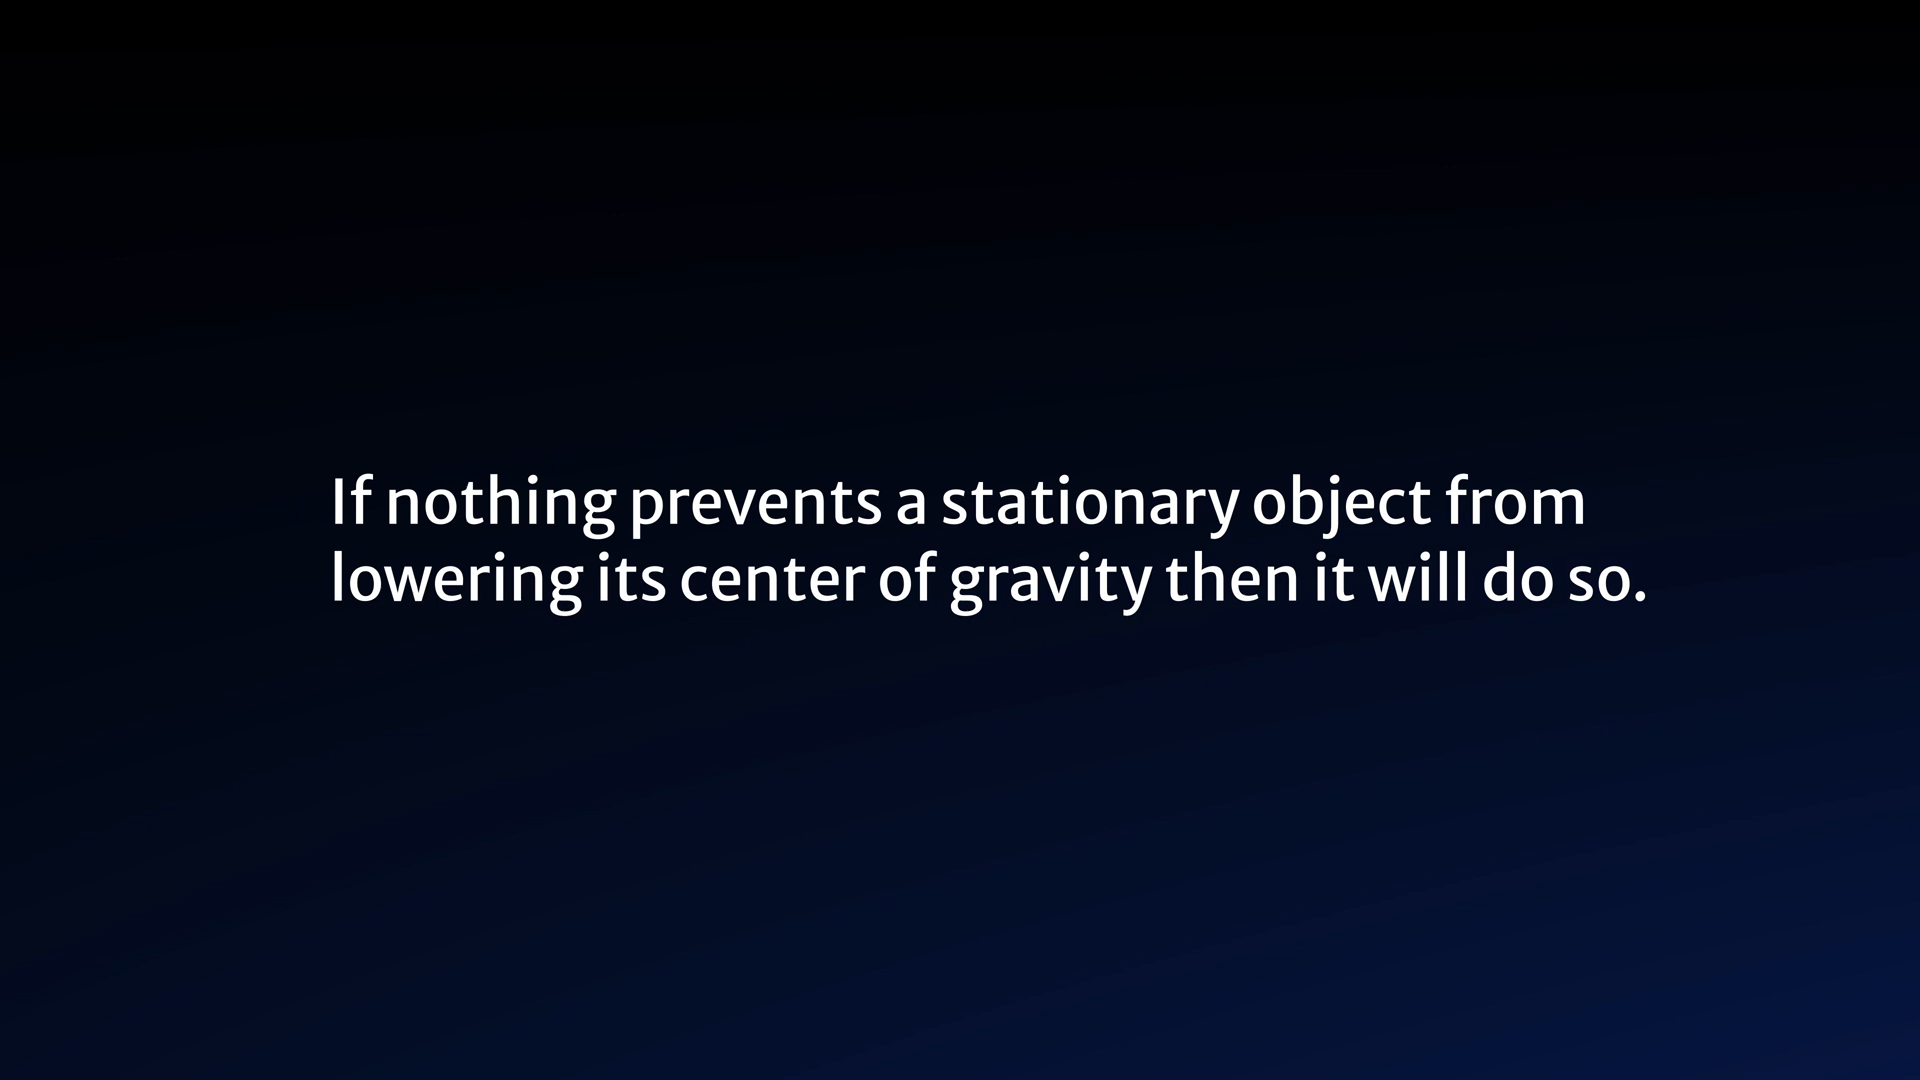 If nothing prevents a stationary object from
lowering its center of gravity then it will do so.